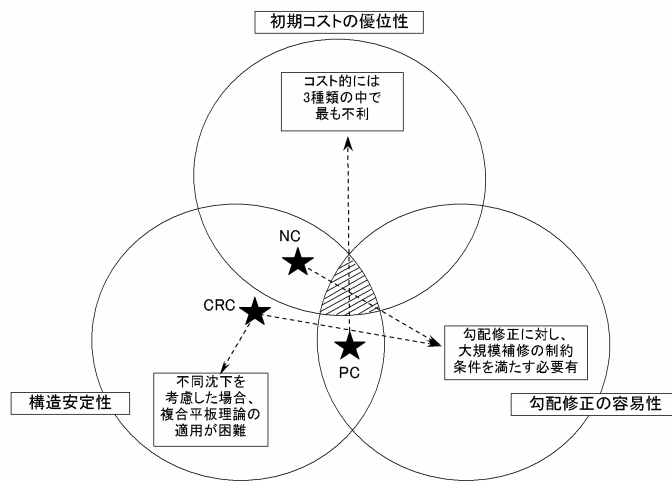 初期コストの優位性
コスト的には
3種類の中で
最も不利
NC
CRC
PC
勾配修正に対し、
大規模補修の制約
条件を満たす必要有
不同沈下を
考慮した場合、
複合平板理論の
適用が困難
構造安定性
勾配修正の容易性